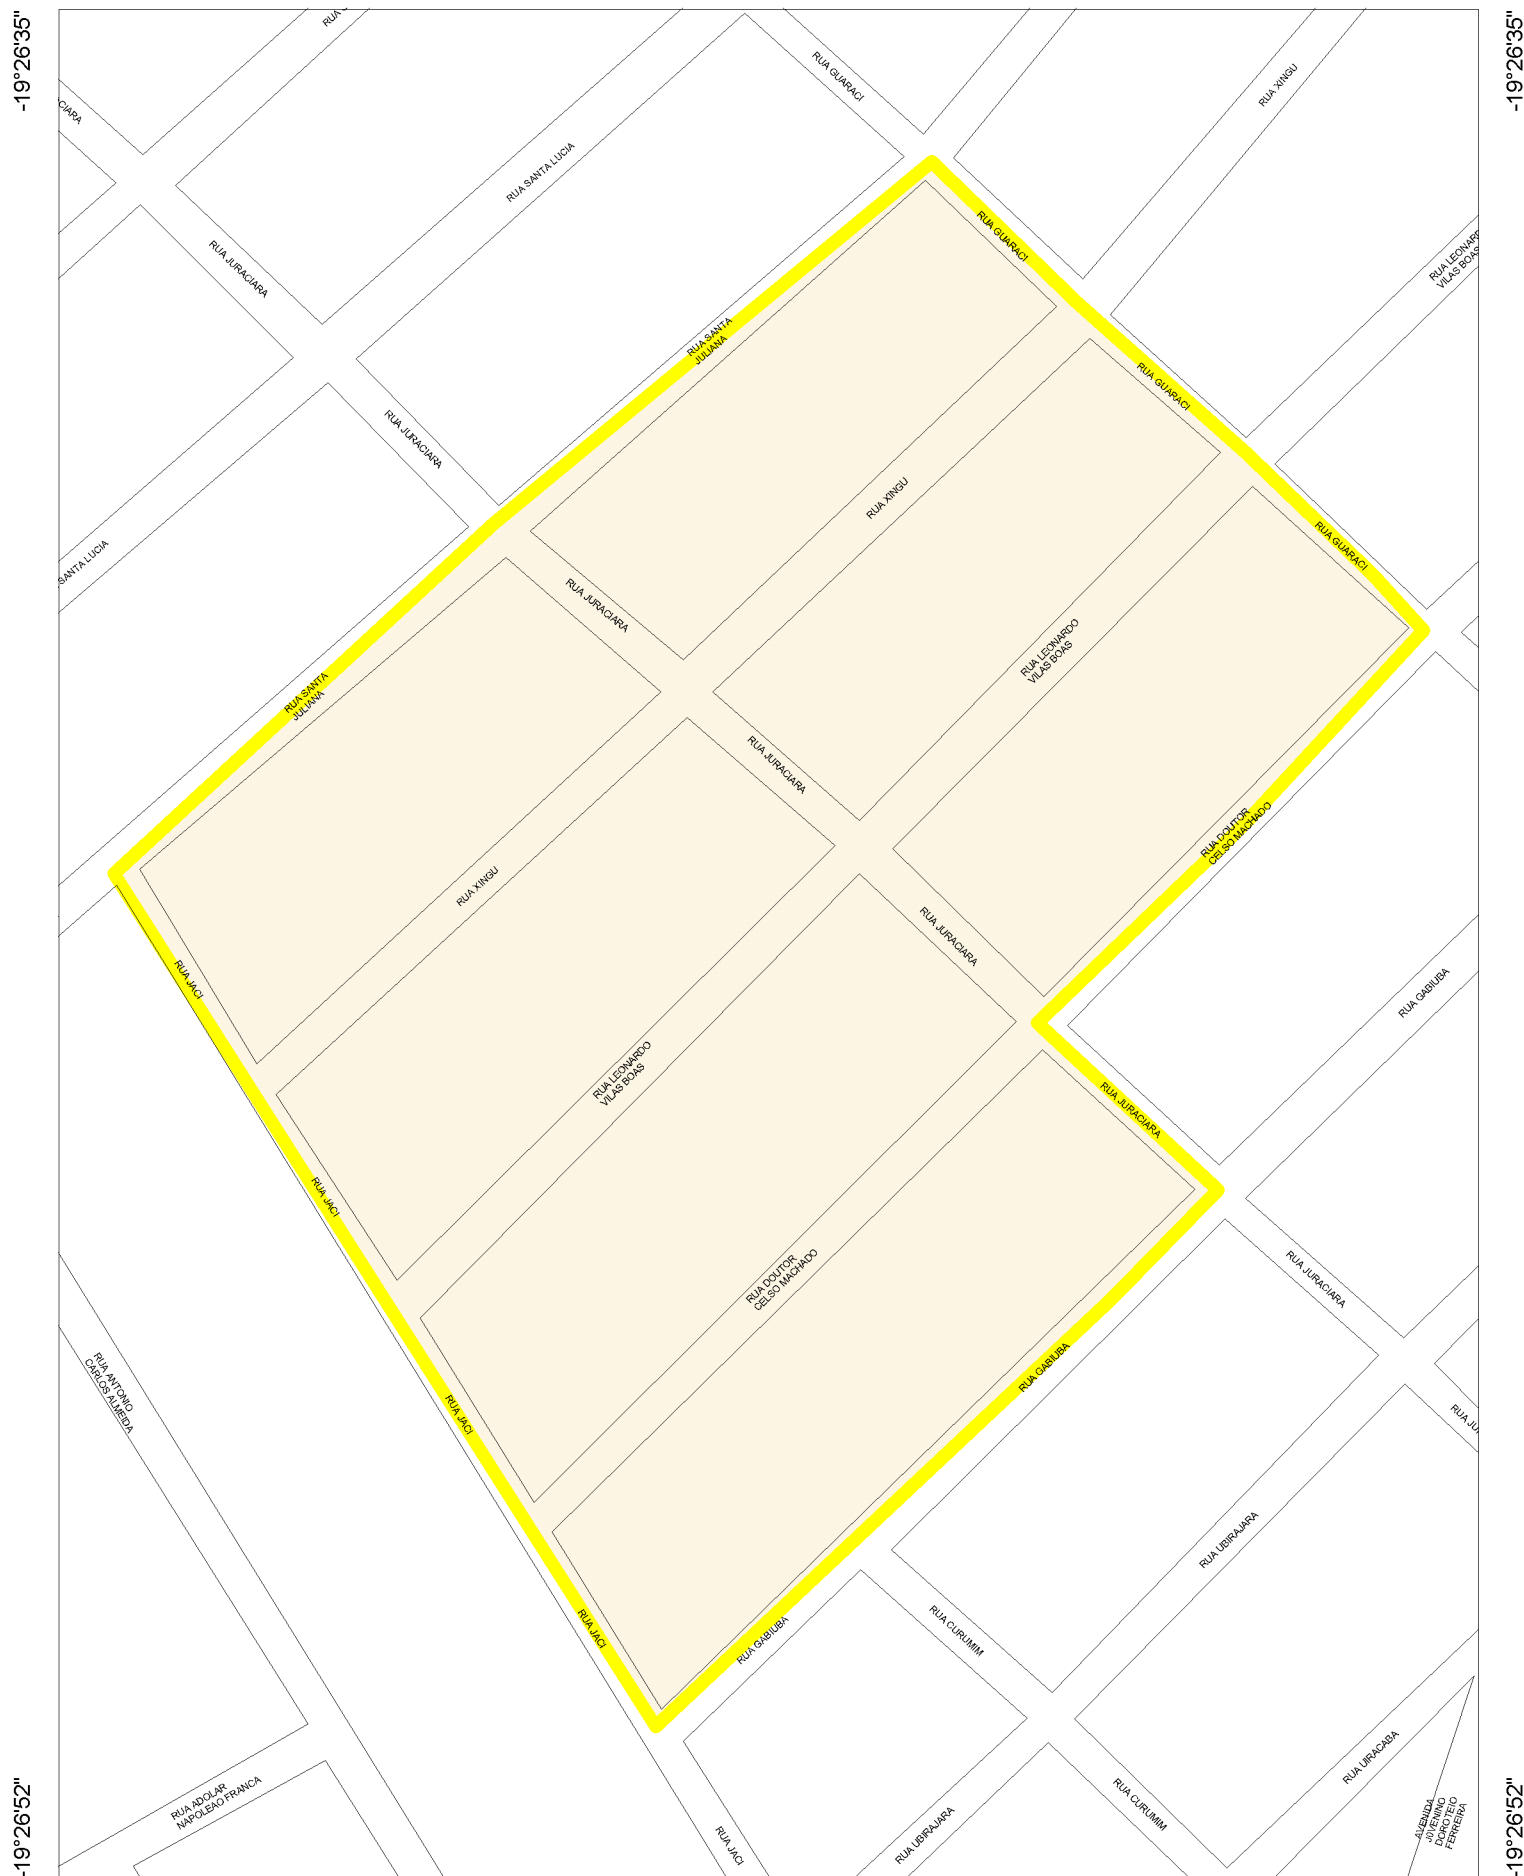 -19°26'35"
-19°26'35"
RUA GUARACI
RUA XINGU
RUA SANTA LUCIA
RUA JURACIARA
RUA GUARACI
RUA LEONARD
VILAS BOAS
RUA SANTA
JULIANA
RUA GUARACI
RUA JURACIARA
RUA XINGU
RUA GUARACI
SANTA LUCIA
RUA JURACIARA
RUA LEONARDO
VILAS BOAS
RUA SANTA
JULIANA
RUA JURACIARA
RUA DOUTOR
CELSO MACHADO
RUA XINGU
RUA JURACIARA
RUA JACI
RUA GABIUBA
RUA LEONARDO
VILAS BOAS
RUA JURACIARA
RUA JACI
RUA DOUTOR
CELSO MACHADO
RUA JURACIARA
RUA GABIUBA
RUA ANTONIO
CARLOS ALMEIDA
RUA JACI
RUA JU
RUA UBIRAJARA
RUA JACI
RUA GABIUBA
RUA CURUMIM
RUA UIRACABA
RUA ADOLAR
NAPOLEAO FRANCA
RUA CURUMIM
AVENIDA
JOVENINO
DOROTEIO
FERREIRA
RUA JACI
RUA UBIRAJARA
-19°26'52"
-19°26'52"